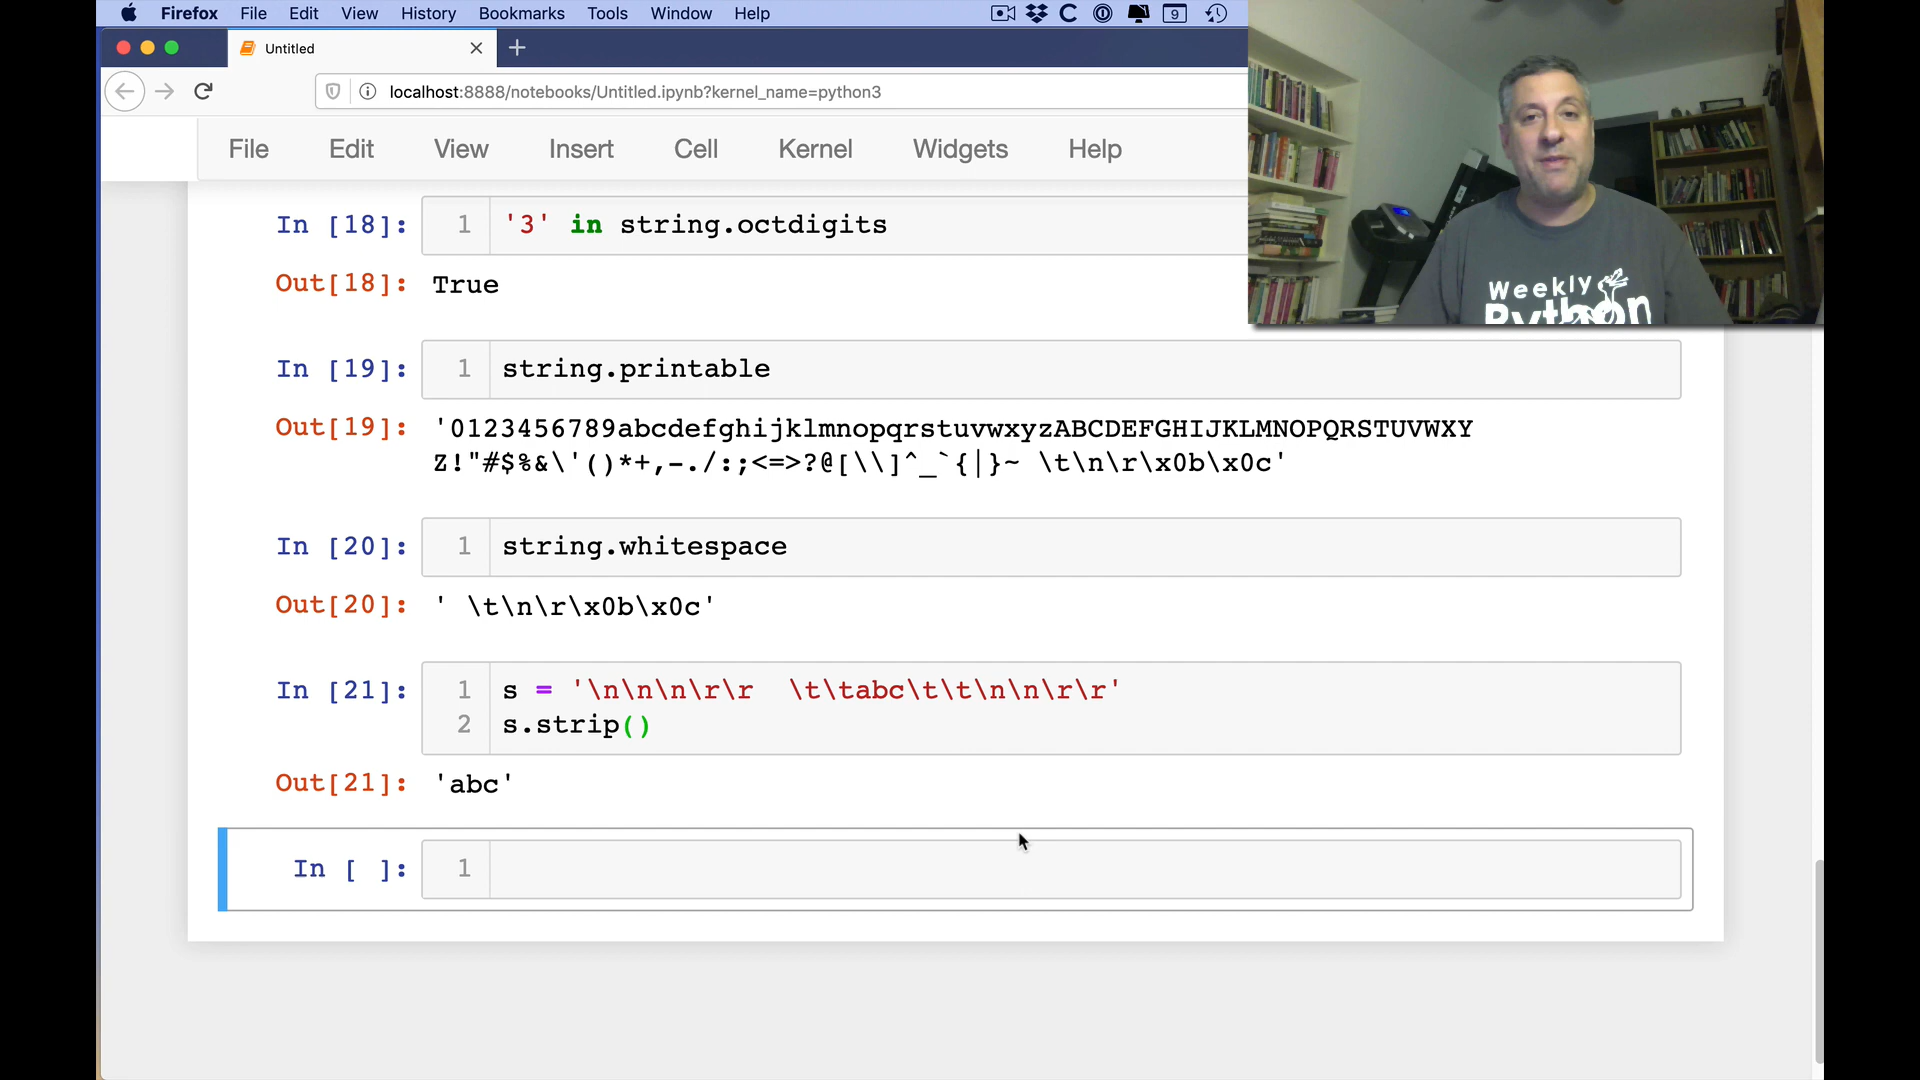 Firefox File Edit View History Bookmarks Tools Window Help
9
Untitled
localhost:8888/notebooks/Untitled.ipynb?kernel_name=python3
File Edit View Insert Cell Kernel Widgets Help
In [18]: 1 '3' in string.octdigits
Out[18]: True
In [19]: 1 string.printable
Out[19]: '0123456789abcdefghijklmnopqrstuvwxyzABCDEFGHIJKLMNOPQRSTUVWXY
Z!"#$%&\'()*+,-./:;<=>?@[\\]^_`{|}~ \t\n\r\x0b\x0c'
In [20]: 1 string.whitespace
Out[20]: ' \t\n\r\x0b\x0c'
In [21]: 1 s = '\n\n\n\r\r  \t\tabc\t\t\n\n\r\r'
2 s.strip()
Out[21]: 'abc'
In [ ]: 1
Weekly
Python